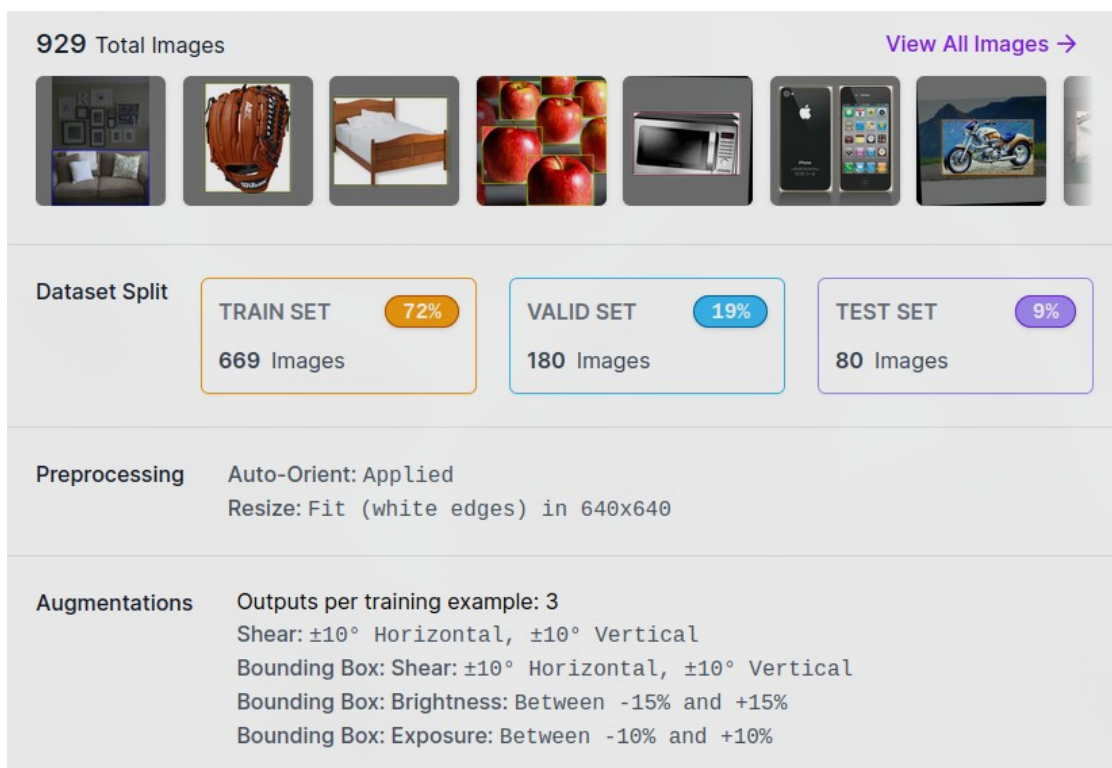 929 Total Images
View All Images →
Dataset Split
TRAIN SET 72%
669 Images
VALID SET 19%
180 Images
TEST SET 9%
80 Images
Preprocessing
Auto-Orient: Applied
Resize: Fit (white edges) in 640x640
Augmentations
Outputs per training example: 3
Shear: ±10° Horizontal, ±10° Vertical
Bounding Box: Shear: ±10° Horizontal, ±10° Vertical
Bounding Box: Brightness: Between -15% and +15%
Bounding Box: Exposure: Between -10% and +10%